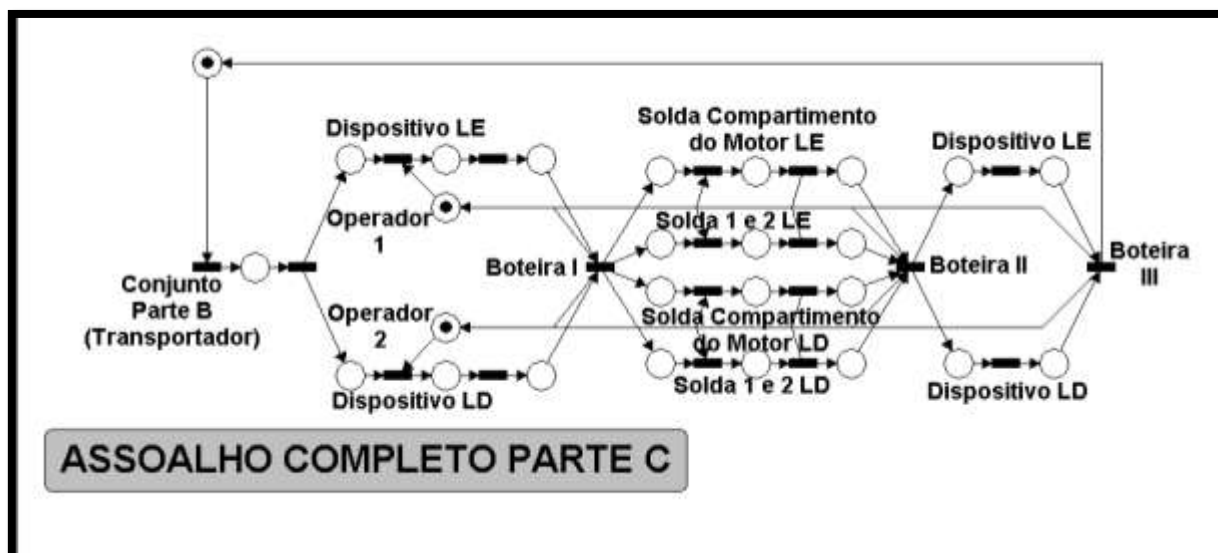 Dispositivo LE
Solda Compartimento
do Motor LE
Dispositivo LE
Operador
1
Solda 1 e 2 LE
Boteira I
Boteira II
Boteira
III
Conjunto
Parte B
(Transportador)
Operador
2
Solda Compartimento
do Motor LD
Solda 1 e 2 LD
Dispositivo LD
Dispositivo LD
ASSOALHO COMPLETO PARTE C